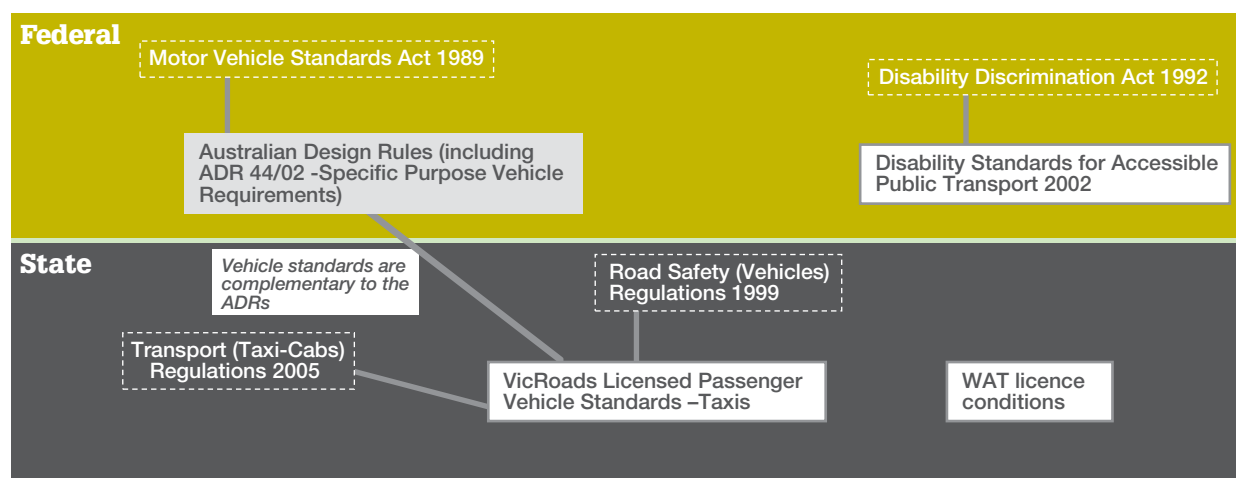 Federal
Motor Vehicle Standards Act 1989
Disability Discrimination Act 1992
Australian Design Rules (including
ADR 44/02 -Specific Purpose Vehicle
Requirements)
Disability Standards for Accessible
Public Transport 2002
State
Vehicle standards are
complementary to the
ADRs
Road Safety (Vehicles)
Regulations 1999
Transport (Taxi-Cabs)
Regulations 2005
VicRoads Licensed Passenger
Vehicle Standards –Taxis
WAT licence
conditions